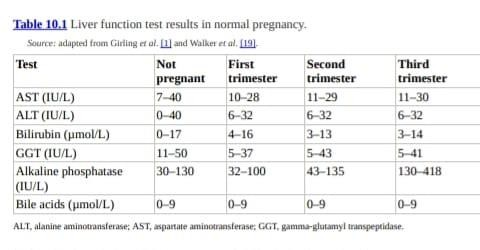 Table 10.1 Liver function test results in normal pregnancy.
Source: adapted from Girling et al. [1] and Walker et al. [19].
Test Not pregnant First trimester Second trimester Third trimester
AST (IU/L) 7–40 10–28 11–29 11–30
ALT (IU/L) 0–40 6–32 6–32 6–32
Bilirubin (µmol/L) 0–17 4–16 3–13 3–14
GGT (IU/L) 11–50 5–37 5–43 5–41
Alkaline phosphatase (IU/L) 30–130 32–100 43–135 130–418
Bile acids (µmol/L) 0–9 0–9 0–9 0–9
ALT, alanine aminotransferase; AST, aspartate aminotransferase; GGT, gamma-glutamyl transpeptidase.